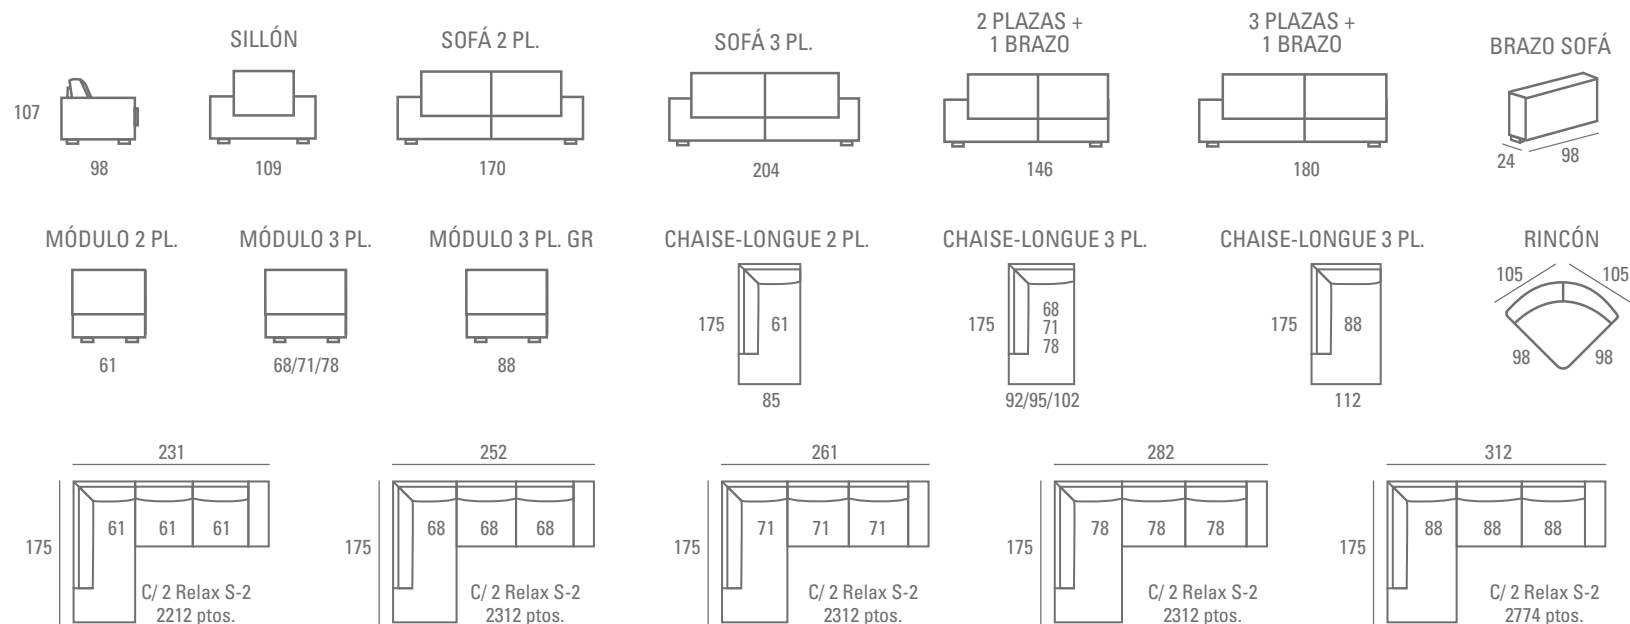 SILLÓN
SOFÁ 2 PL.
SOFÁ 3 PL.
2 PLAZAS +
1 BRAZO
3 PLAZAS +
1 BRAZO
BRAZO SOFÁ
107
98
109
170
204
146
180
24
98
MÓDULO 2 PL.
MÓDULO 3 PL.
MÓDULO 3 PL. GR
CHAISE-LONGUE 2 PL.
CHAISE-LONGUE 3 PL.
CHAISE-LONGUE 3 PL.
RINCÓN
61
68/71/78
88
175
61
85
175
68
71
78
92/95/102
175
88
112
105
105
98
98
231
175
61
61
61
C/ 2 Relax S-2
2212 ptos.
252
175
68
68
68
C/ 2 Relax S-2
2312 ptos.
261
175
71
71
71
C/ 2 Relax S-2
2312 ptos.
282
175
78
78
78
C/ 2 Relax S-2
2312 ptos.
312
175
88
88
88
C/ 2 Relax S-2
2774 ptos.